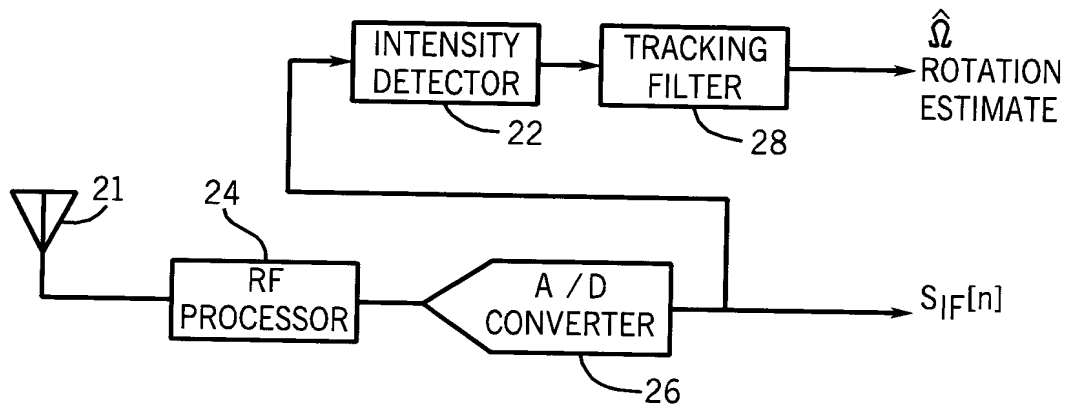 INTENSITY
DETECTOR
22
TRACKING
FILTER
28
Ω̂
ROTATION
ESTIMATE
21
24
RF
PROCESSOR
A/D
CONVERTER
26
S_IF[n]